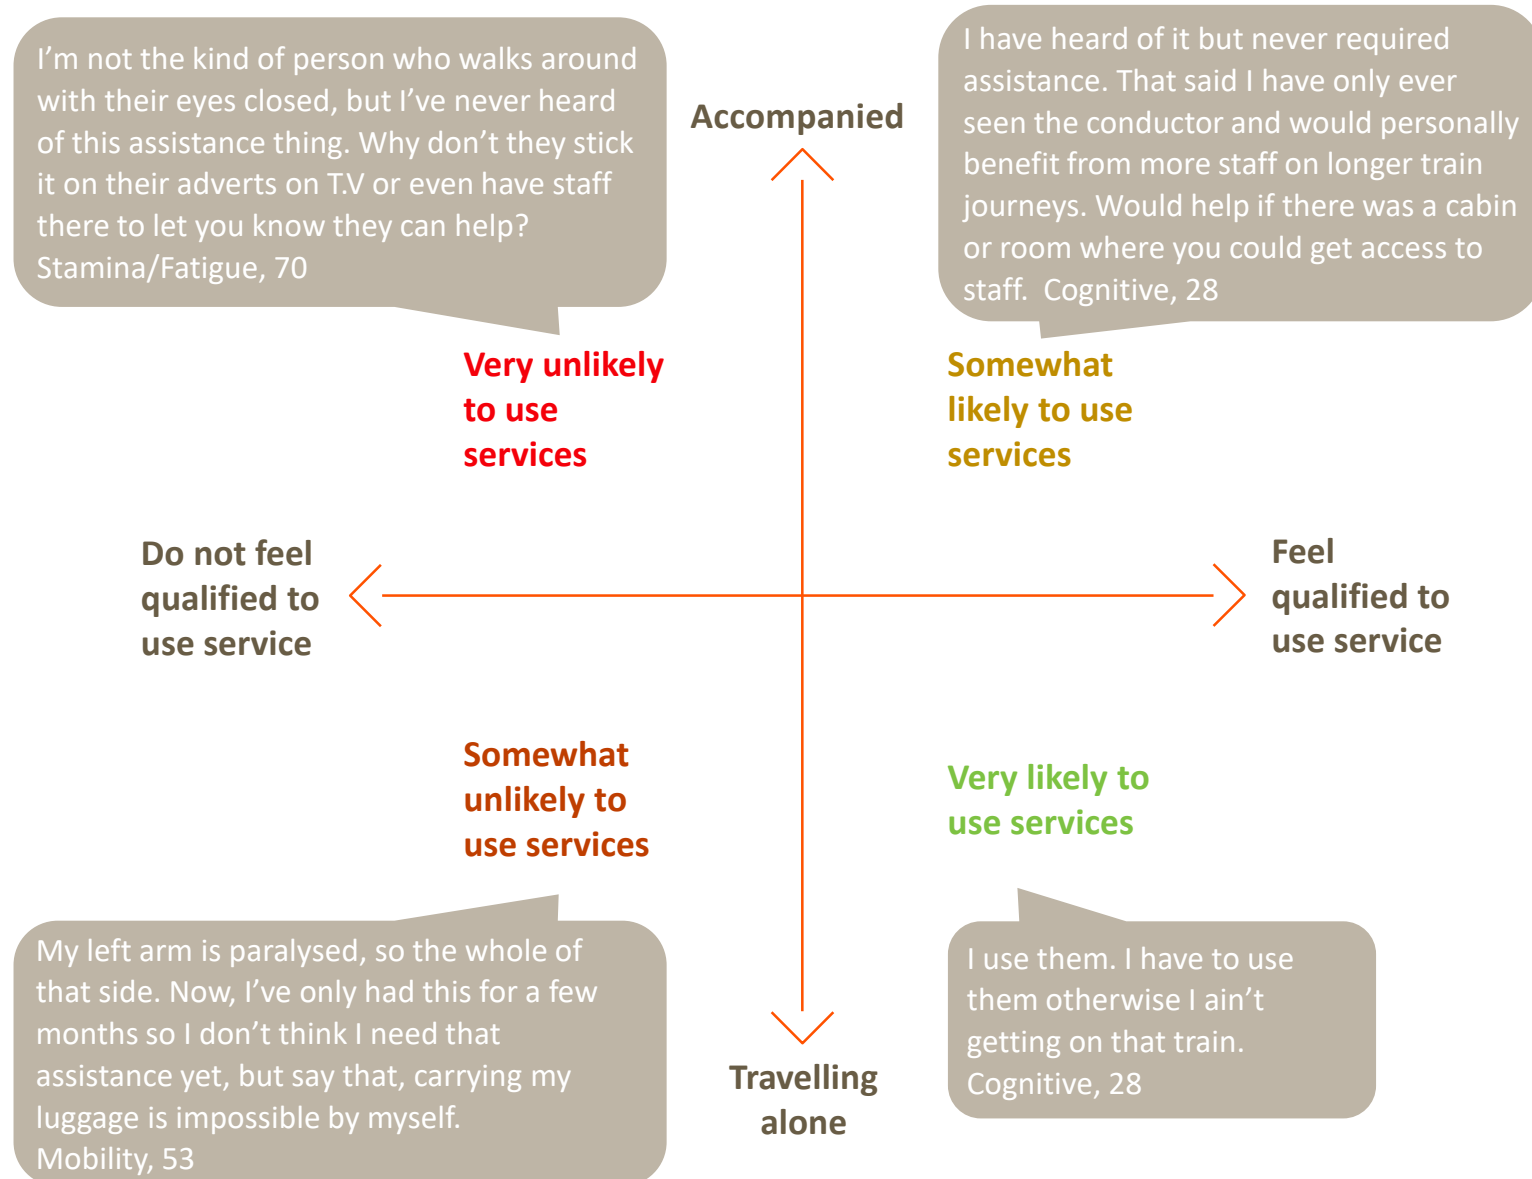 I’m not the kind of person who walks around
with their eyes closed, but I’ve never heard
of this assistance thing. Why don’t they stick
it on their adverts on T.V or even have staff
there to let you know they can help?
Stamina/Fatigue, 70
Accompanied
I have heard of it but never required
assistance. That said I have only ever
seen the conductor and would personally
benefit from more staff on longer train
journeys. Would help if there was a cabin
or room where you could get access to
staff.  Cognitive, 28
Very unlikely
to use
services
Somewhat
likely to use
services
Do not feel
qualified to
use service
Feel
qualified to
use service
Somewhat
unlikely to
use services
Very likely to
use services
My left arm is paralysed, so the whole of
that side. Now, I’ve only had this for a few
months so I don’t think I need that
assistance yet, but say that, carrying my
luggage is impossible by myself.
Mobility, 53
Travelling
alone
I use them. I have to use
them otherwise I ain’t
getting on that train.
Cognitive, 28